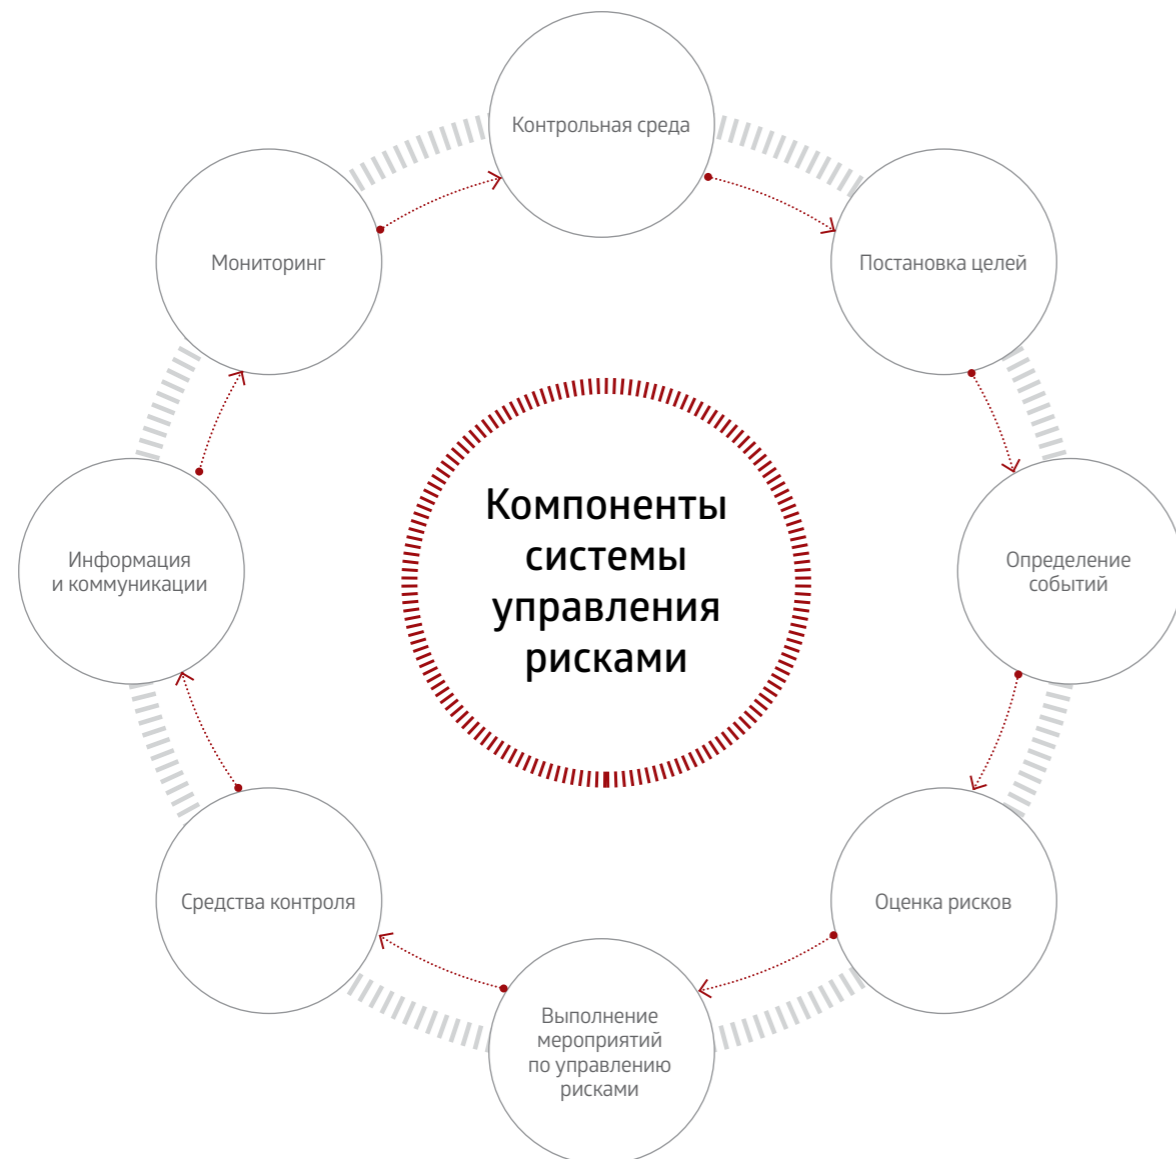 Контрольная среда
Постановка целей
Определение
событий
Оценка рисков
Выполнение
мероприятий
по управлению
рисками
Средства контроля
Информация
и коммуникации
Мониторинг
Компоненты
системы
управления
рисками